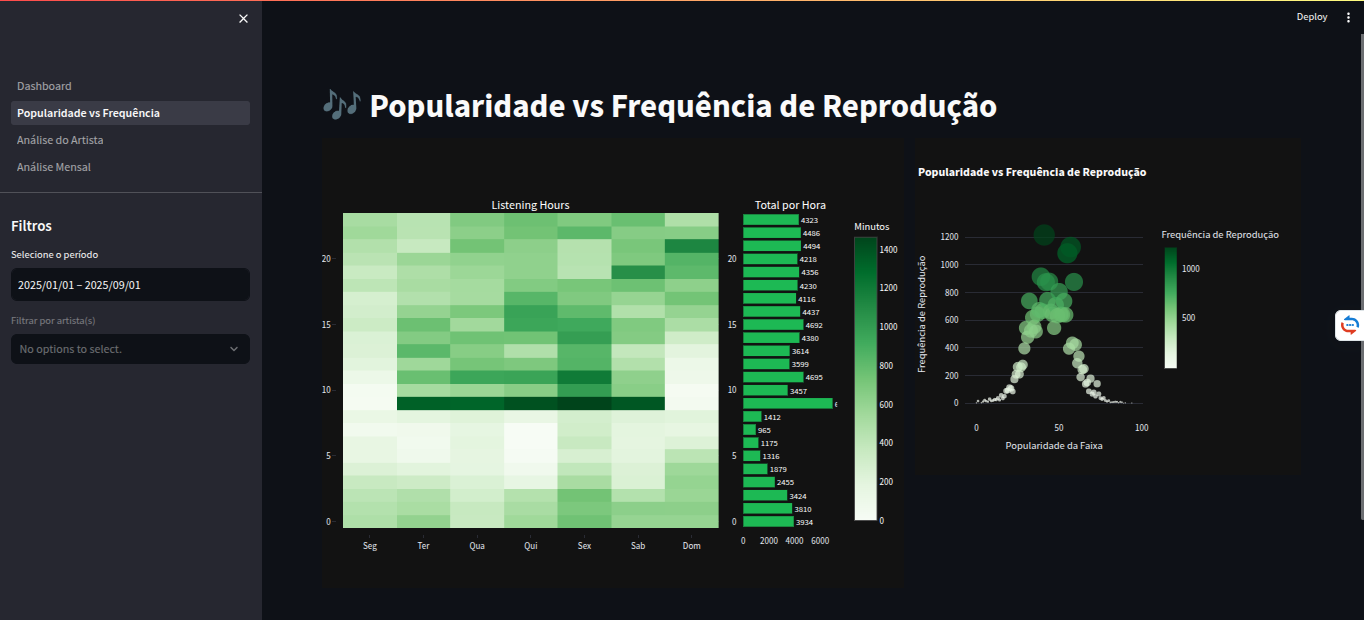 Deploy
Dashboard
Popularidade vs Frequência
Análise do Artista
Análise Mensal
Filtros
Selecione o período
2025/01/01 – 2025/09/01
Filtrar por artista(s)
No options to select.
🎶 Popularidade vs Frequência de Reprodução
Listening Hours
20
15
10
5
0
Seg Ter Qua Qui Sex Sab Dom
Total por Hora
20
15
10
5
0
4323
4486
4494
4218
4356
4230
4116
4437
4692
4380
3614
3599
4695
3457
1412
965
1175
1316
1879
2455
3424
3810
3934
0 2000 4000 6000
Minutos
1400
1200
1000
800
600
400
200
0
Popularidade vs Frequência de Reprodução
Frequência de Reprodução
1200
1000
800
600
400
200
0
0 50 100
Popularidade da Faixa
Frequência de Reprodução
1000
500